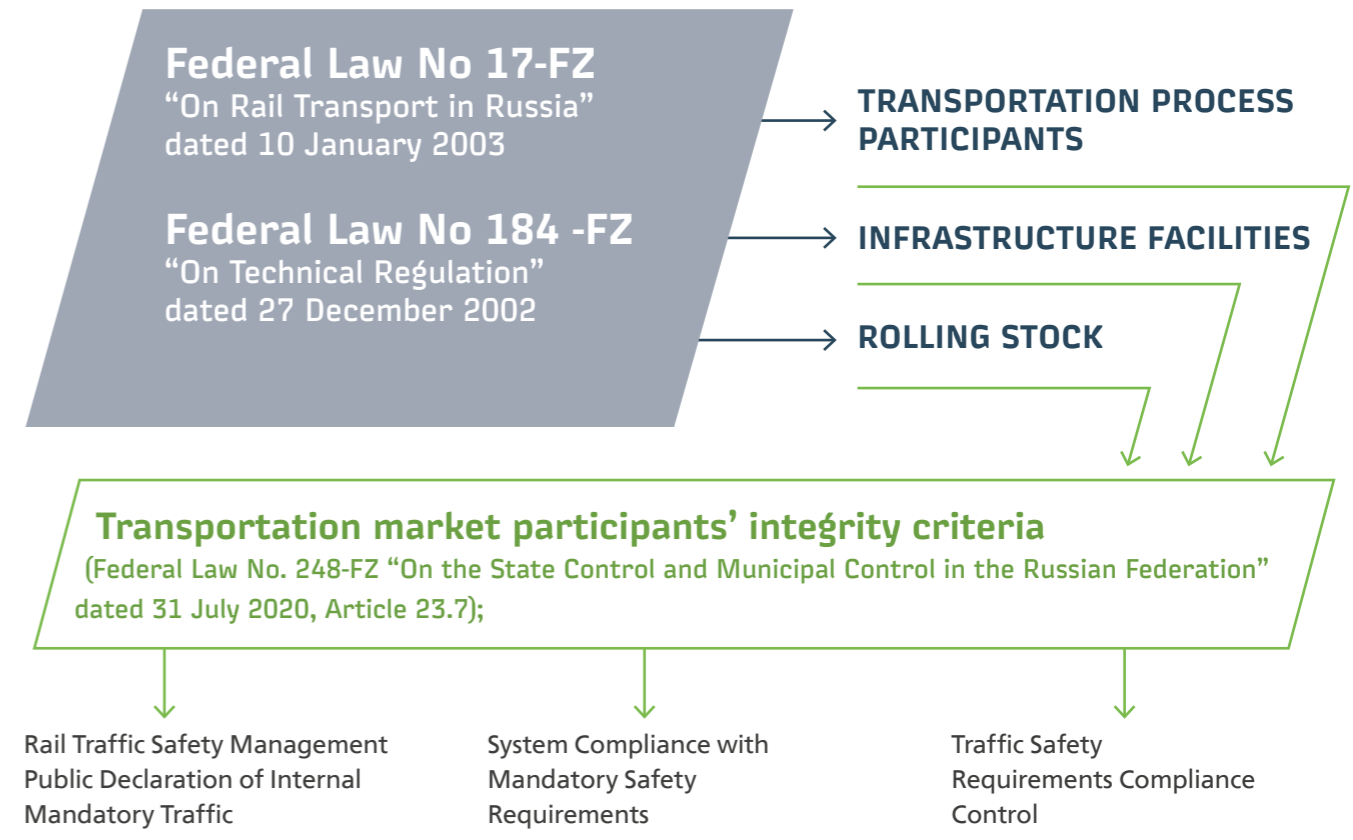 Federal Law No 17-FZ
“On Rail Transport in Russia”
dated 10 January 2003
Federal Law No 184 -FZ
“On Technical Regulation”
dated 27 December 2002
TRANSPORTATION PROCESS
PARTICIPANTS
INFRASTRUCTURE FACILITIES
ROLLING STOCK
Transportation market participants’ integrity criteria
(Federal Law No. 248-FZ “On the State Control and Municipal Control in the Russian Federation”
dated 31 July 2020, Article 23.7);
Rail Traffic Safety Management
Public Declaration of Internal
Mandatory Traffic
System Compliance with
Mandatory Safety
Requirements
Traffic Safety
Requirements Compliance
Control